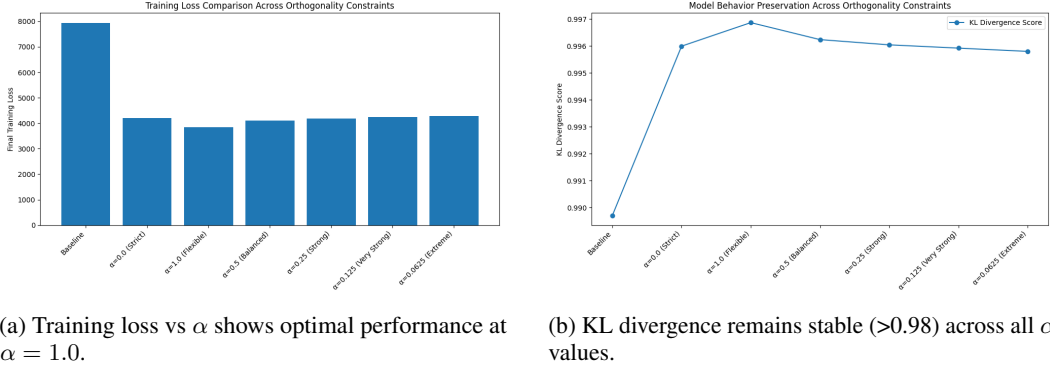 Training Loss Comparison Across Orthogonality Constraints
Final Training Loss
8000
7000
6000
5000
4000
3000
2000
1000
0
Baseline
α=0.0 (Strict)
α=1.0 (Flexible)
α=0.5 (Balanced)
α=0.25 (Strong)
α=0.125 (Very Strong)
α=0.0625 (Extreme)
(a) Training loss vs α shows optimal performance at
α = 1.0.
Model Behavior Preservation Across Orthogonality Constraints
KL Divergence Score
KL Divergence Score
0.997
0.996
0.995
0.994
0.993
0.992
0.991
0.990
Baseline
α=0.0 (Strict)
α=1.0 (Flexible)
α=0.5 (Balanced)
α=0.25 (Strong)
α=0.125 (Very Strong)
α=0.0625 (Extreme)
(b) KL divergence remains stable (>0.98) across all α
values.